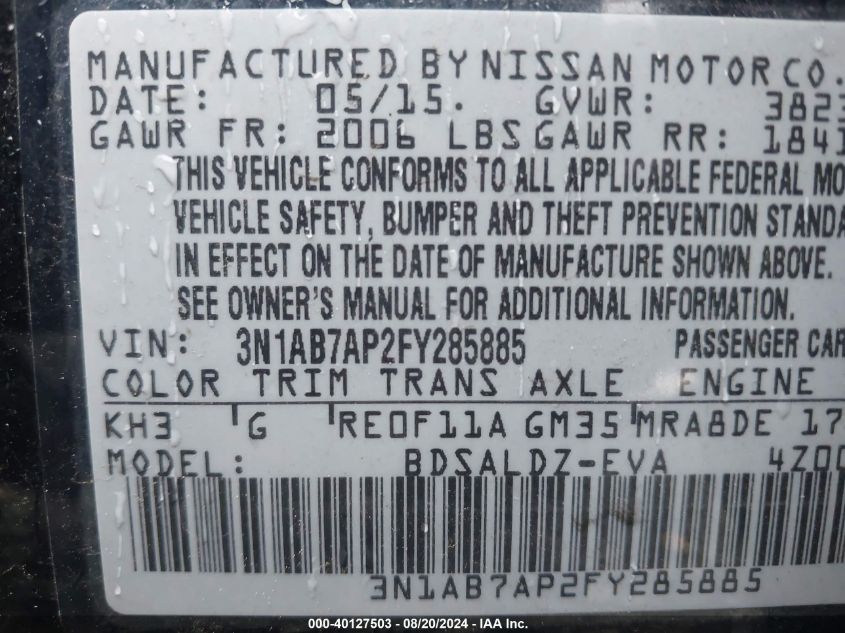 MANUFACTURED BY NISSAN MOTOR CO.
DATE: 05/15. GVWR: 3823
GAWR FR: 2006 LBS GAWR RR: 1841
THIS VEHICLE CONFORMS TO ALL APPLICABLE FEDERAL MO
VEHICLE SAFETY, BUMPER AND THEFT PREVENTION STANDA
IN EFFECT ON THE DATE OF MANUFACTURE SHOWN ABOVE.
SEE OWNER'S MANUAL FOR ADDITIONAL INFORMATION.
VIN: 3N1AB7AP2FY285885 PASSENGER CAR
COLOR TRIM TRANS AXLE ENGINE
KH3 G RE0F11A GM35 MRA8DE 17
MODEL: BDSALDZ-EVA 4Z00
3N1AB7AP2FY285885
000-40127503 - 08/20/2024 - IAA Inc.